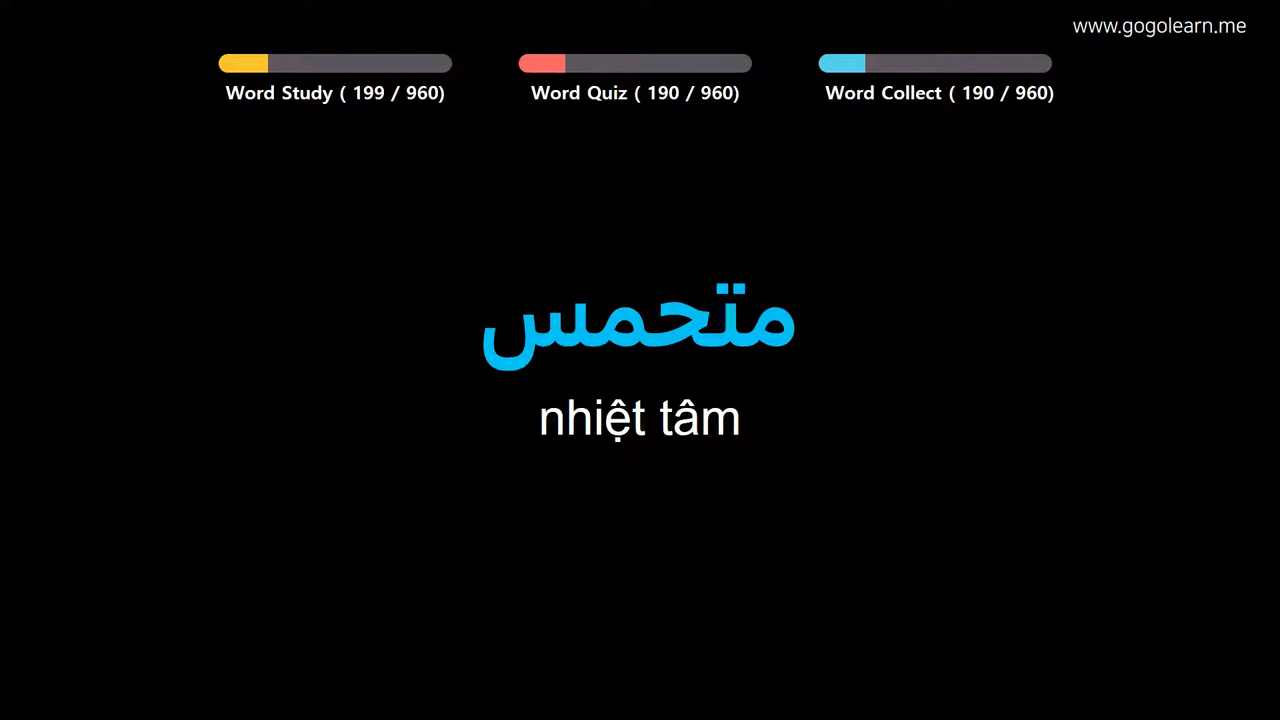 www.gogolearn.me
Word Study ( 199 / 960)
Word Quiz ( 190 / 960)
Word Collect ( 190 / 960)
متحمس
nhiệt tâm